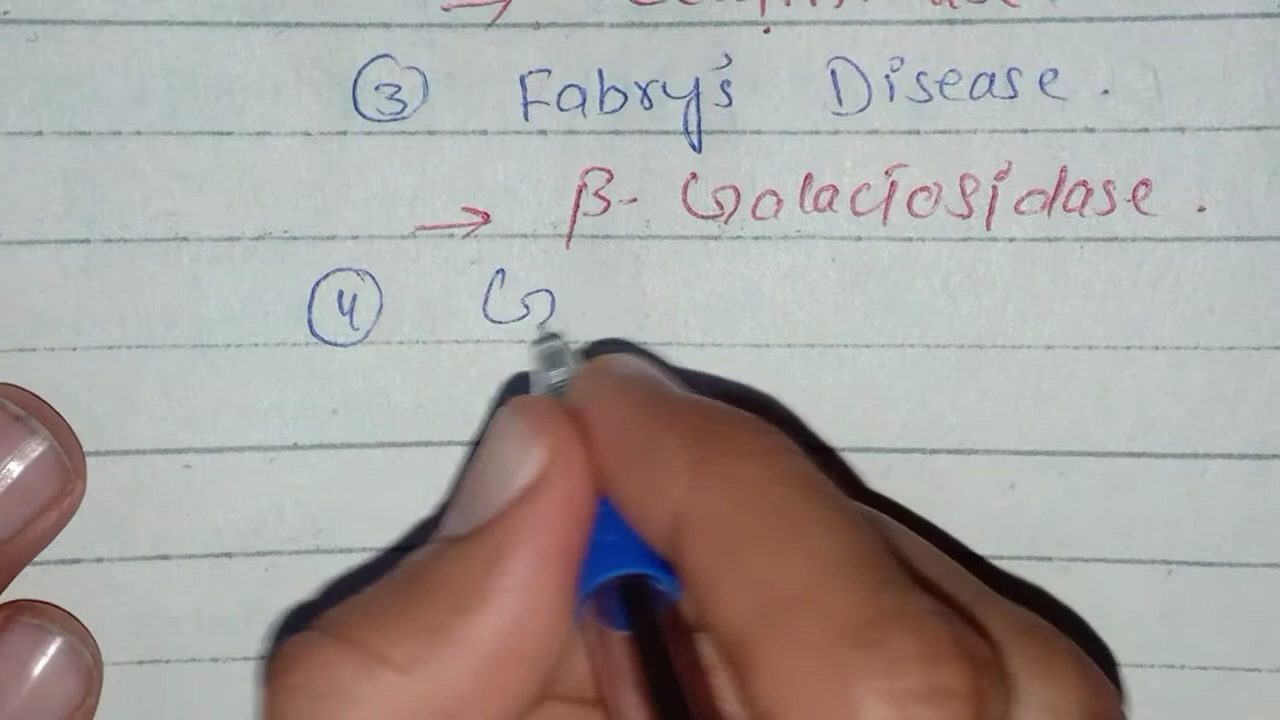 →
③ Fabry's Disease.
→ β- Galactosidase.
④ G